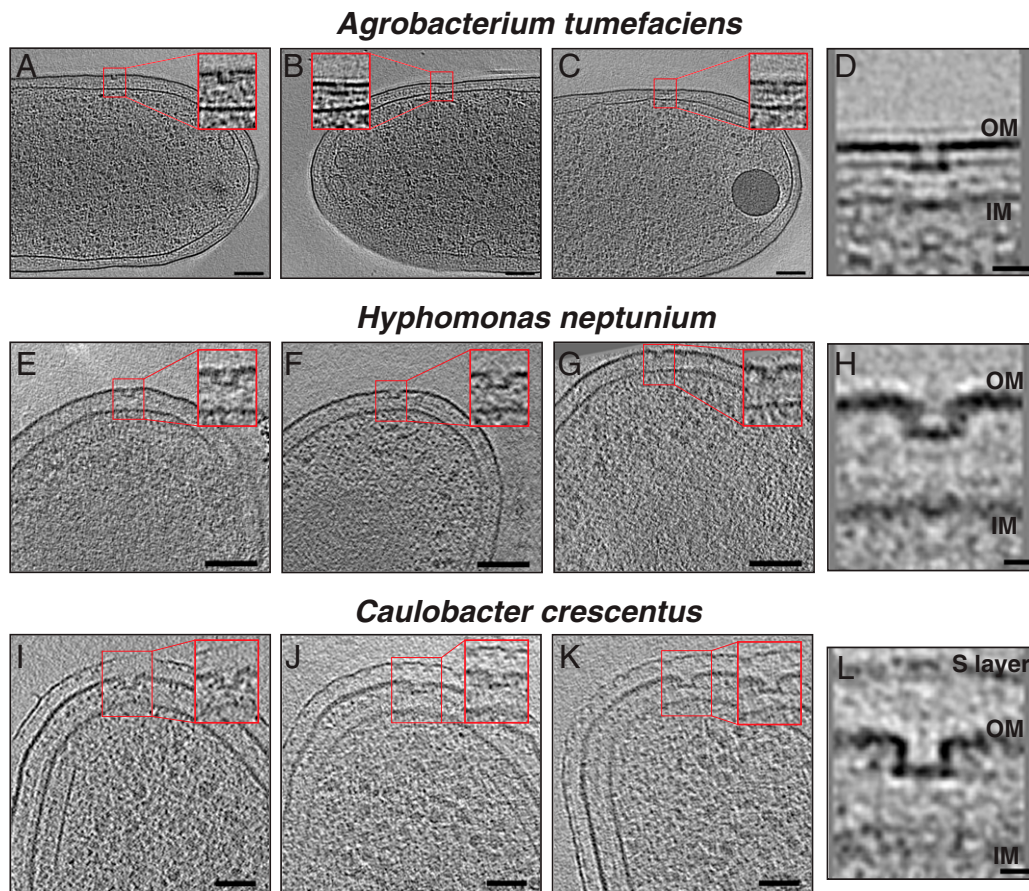 Agrobacterium tumefaciens
A
B
C
D
OM
IM
Hyphomonas neptunium
E
F
G
H
OM
IM
Caulobacter crescentus
I
J
K
L
S layer
OM
IM